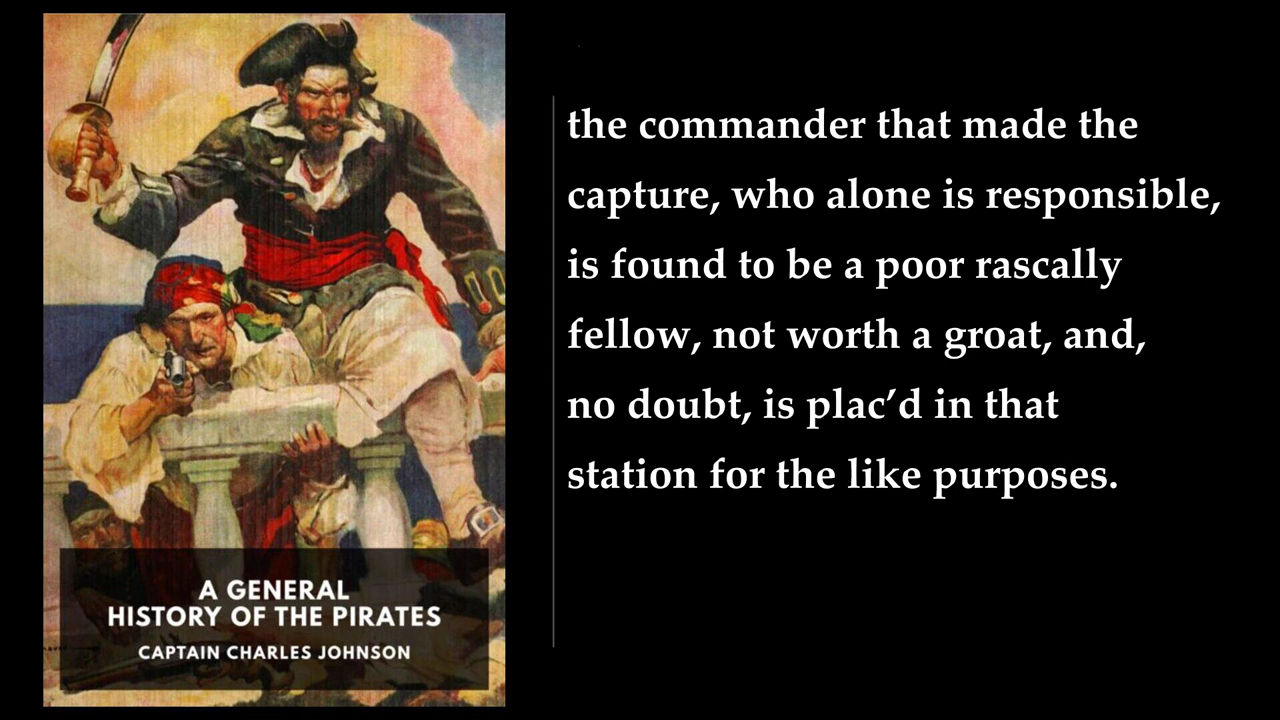 the commander that made the
capture, who alone is responsible,
is found to be a poor rascally
fellow, not worth a groat, and,
no doubt, is plac’d in that
station for the like purposes.
A GENERAL
HISTORY OF THE PIRATES
CAPTAIN CHARLES JOHNSON